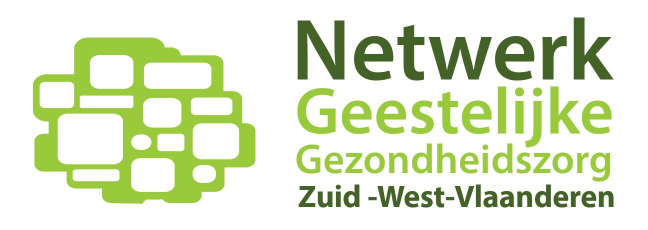 Netwerk
Geestelijke
Gezondheidszorg
Zuid -West-Vlaanderen